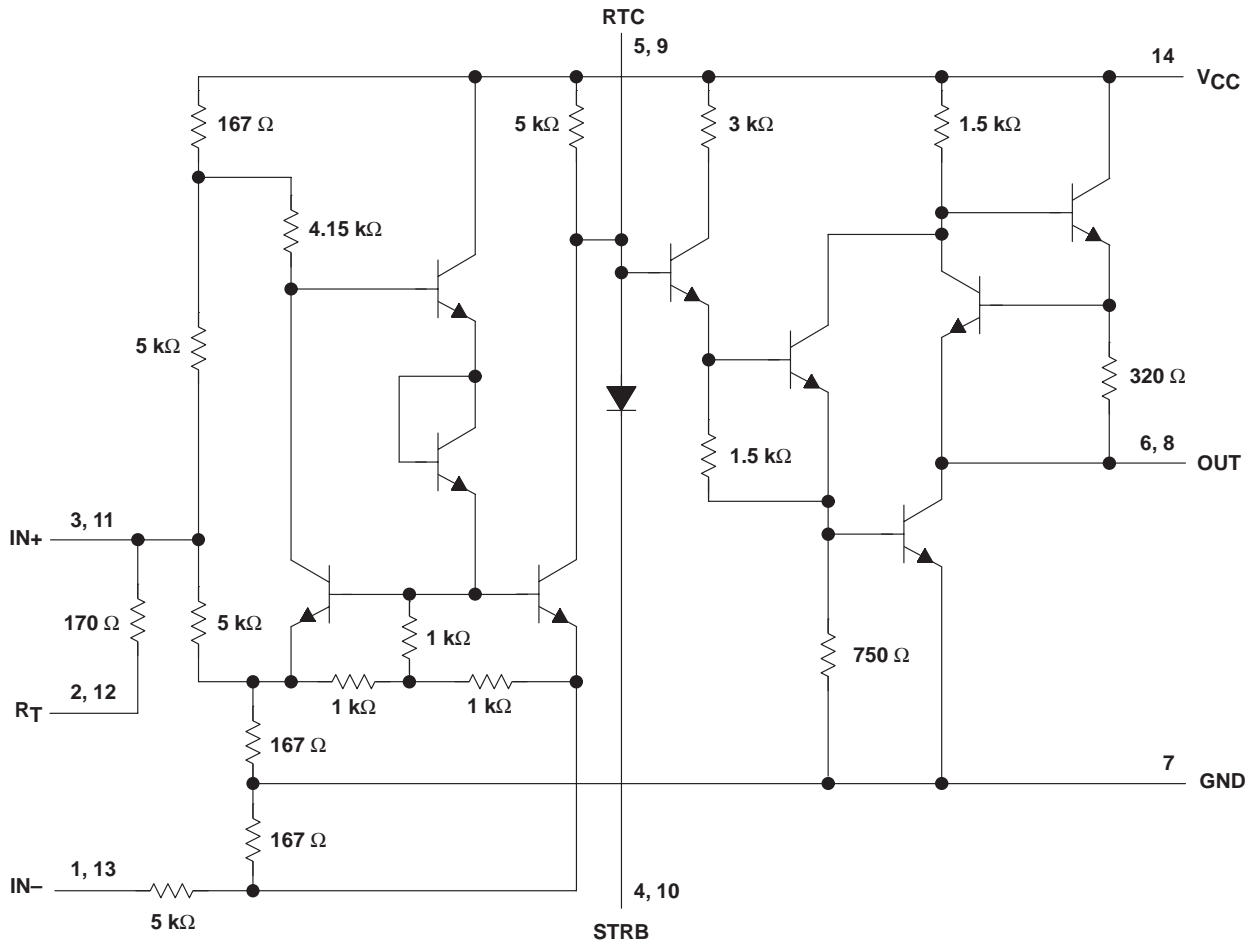 RTC
5, 9
14
VCC
167 Ω
5 kΩ
3 kΩ
1.5 kΩ
4.15 kΩ
5 kΩ
320 Ω
6, 8
OUT
1.5 kΩ
3, 11
IN+
170 Ω
5 kΩ
1 kΩ
750 Ω
2, 12
RT
1 kΩ
1 kΩ
167 Ω
7
GND
167 Ω
1, 13
IN–
5 kΩ
4, 10
STRB